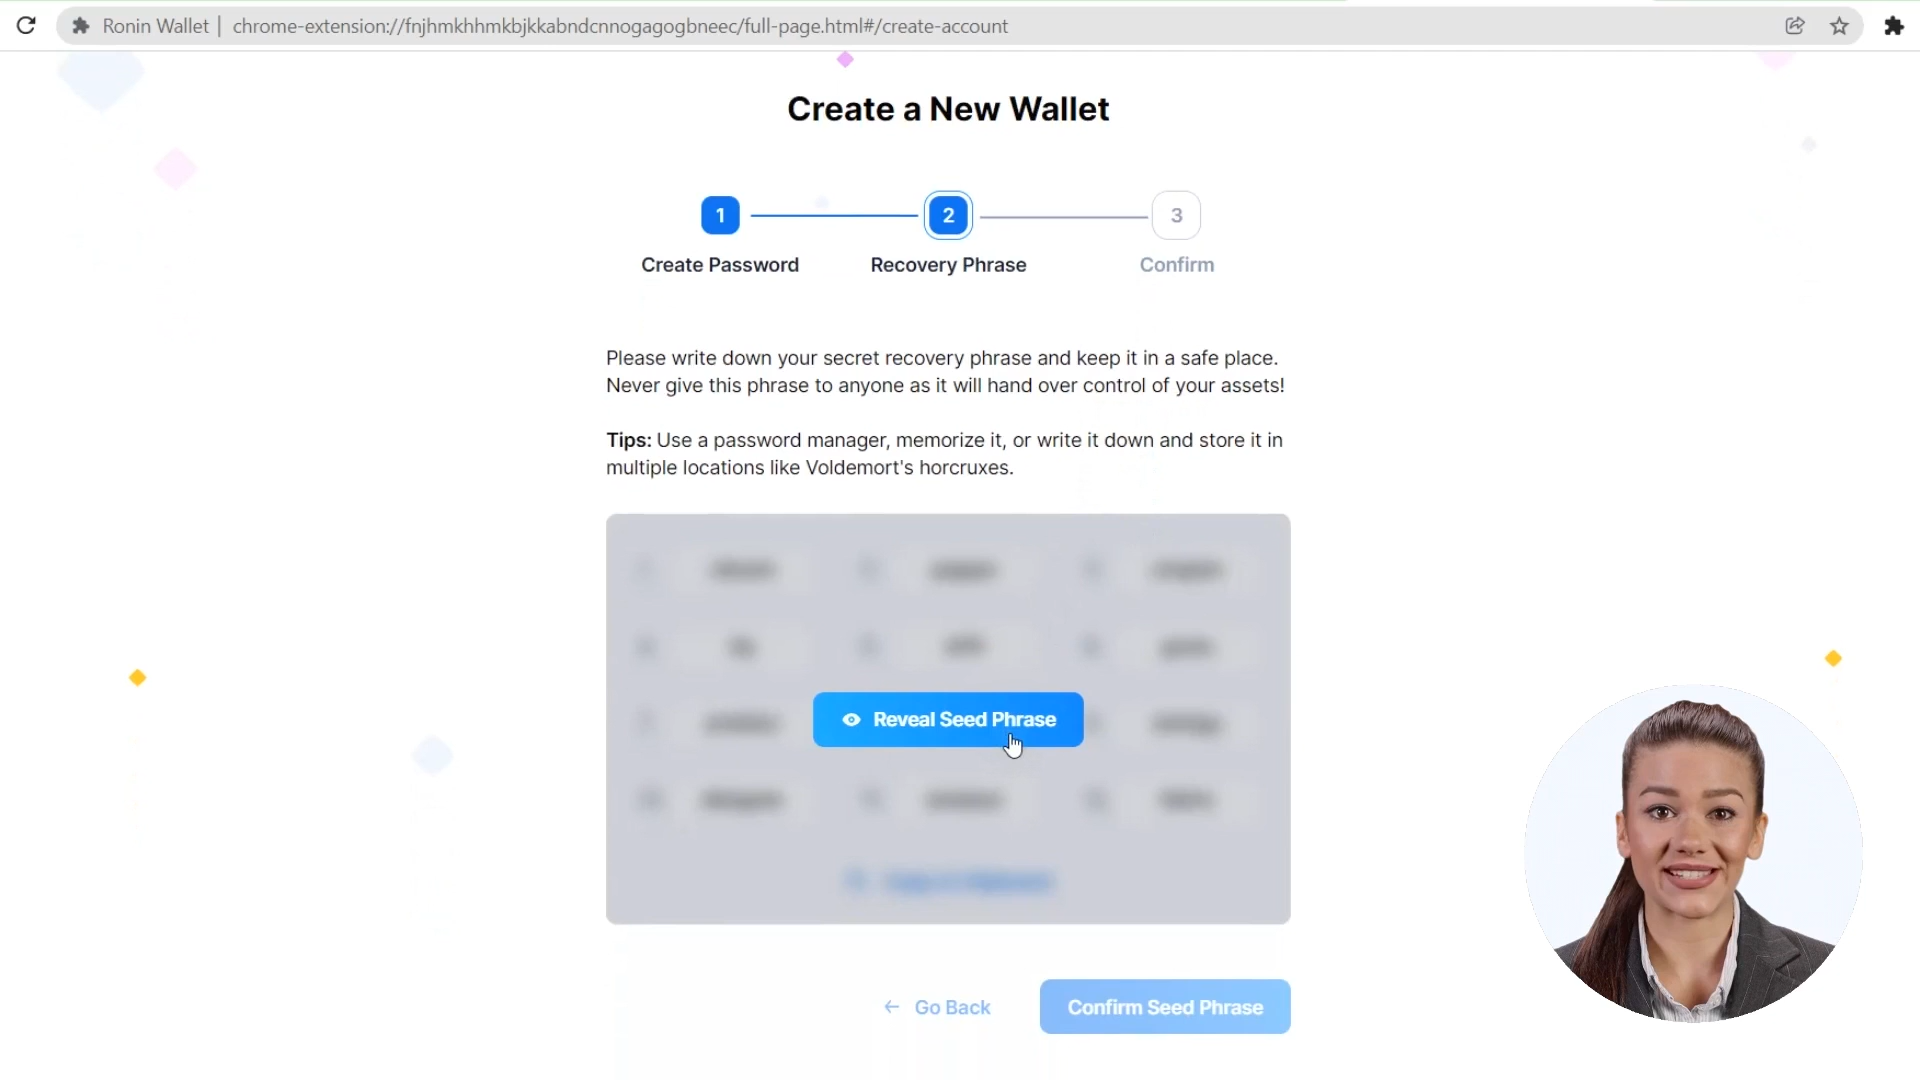 Ronin Wallet | chrome-extension://fnjhmkhhmkbjkkabndcnnogagogbneec/full-page.html#/create-account
Create a New Wallet
1 2 3
Create Password Recovery Phrase Confirm
Please write down your secret recovery phrase and keep it in a safe place.
Never give this phrase to anyone as it will hand over control of your assets!
Tips: Use a password manager, memorize it, or write it down and store it in
multiple locations like Voldemort's horcruxes.
Reveal Seed Phrase
Go Back Confirm Seed Phrase